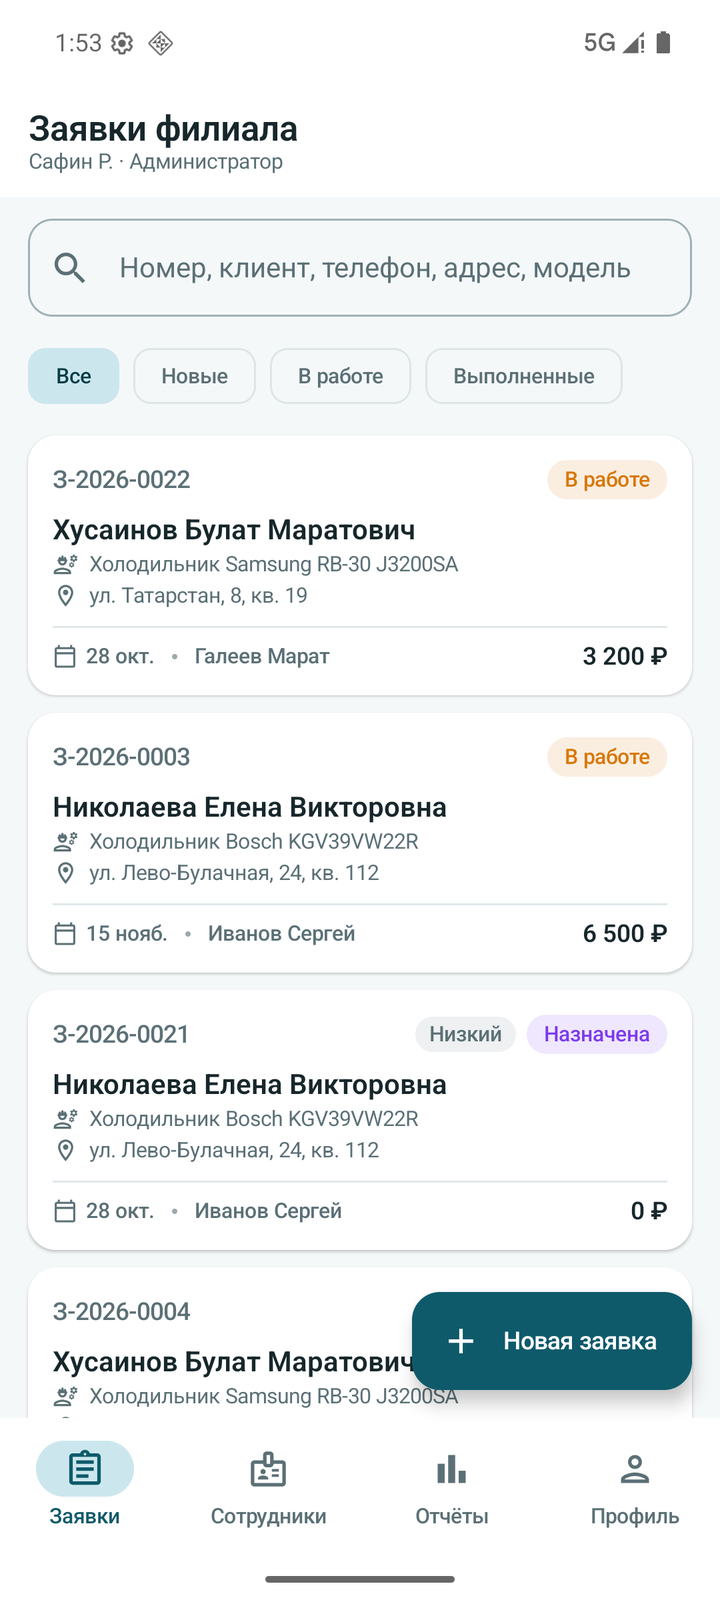 1:53
5G
Заявки филиала
Сафин Р. · Администратор
Номер, клиент, телефон, адрес, модель
Все
Новые
В работе
Выполненные
З-2026-0022
В работе
Хусаинов Булат Маратович
Холодильник Samsung RB-30 J3200SA
ул. Татарстан, 8, кв. 19
28 окт. • Галеев Марат
3 200 ₽
З-2026-0003
В работе
Николаева Елена Викторовна
Холодильник Bosch KGV39VW22R
ул. Лево-Булачная, 24, кв. 112
15 нояб. • Иванов Сергей
6 500 ₽
З-2026-0021
Низкий
Назначена
Николаева Елена Викторовна
Холодильник Bosch KGV39VW22R
ул. Лево-Булачная, 24, кв. 112
28 окт. • Иванов Сергей
0 ₽
З-2026-0004
Хусаинов Булат Маратович
Холодильник Samsung RB-30 J3200SA
Новая заявка
Заявки
Сотрудники
Отчёты
Профиль